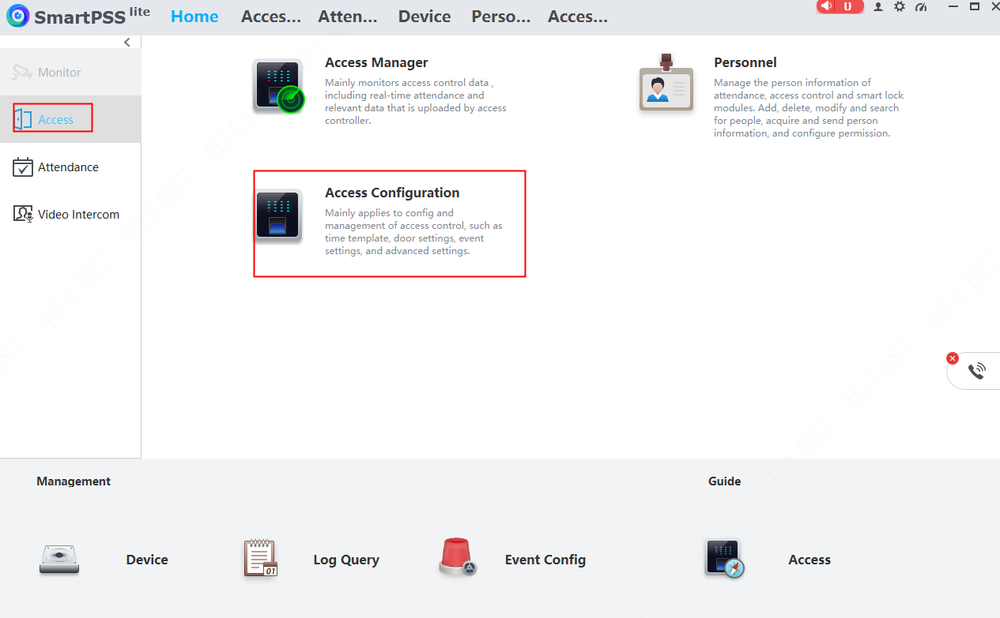 SmartPSS lite Home Acces... Atten... Device Perso... Acces...
0
Monitor
Access
Attendance
Video Intercom
Access Manager
Mainly monitors access control data ,
including real-time attendance and
relevant data that is uploaded by access
controller.
Personnel
Manage the person information of
attendance, access control and smart lock
modules. Add, delete, modify and search
for people, acquire and send person
information, and configure permission.
Access Configuration
Mainly applies to config and
management of access control, such as
time template, door settings, event
settings, and advanced settings.
Management
Guide
Device
01
Log Query
Event Config
Access
404487